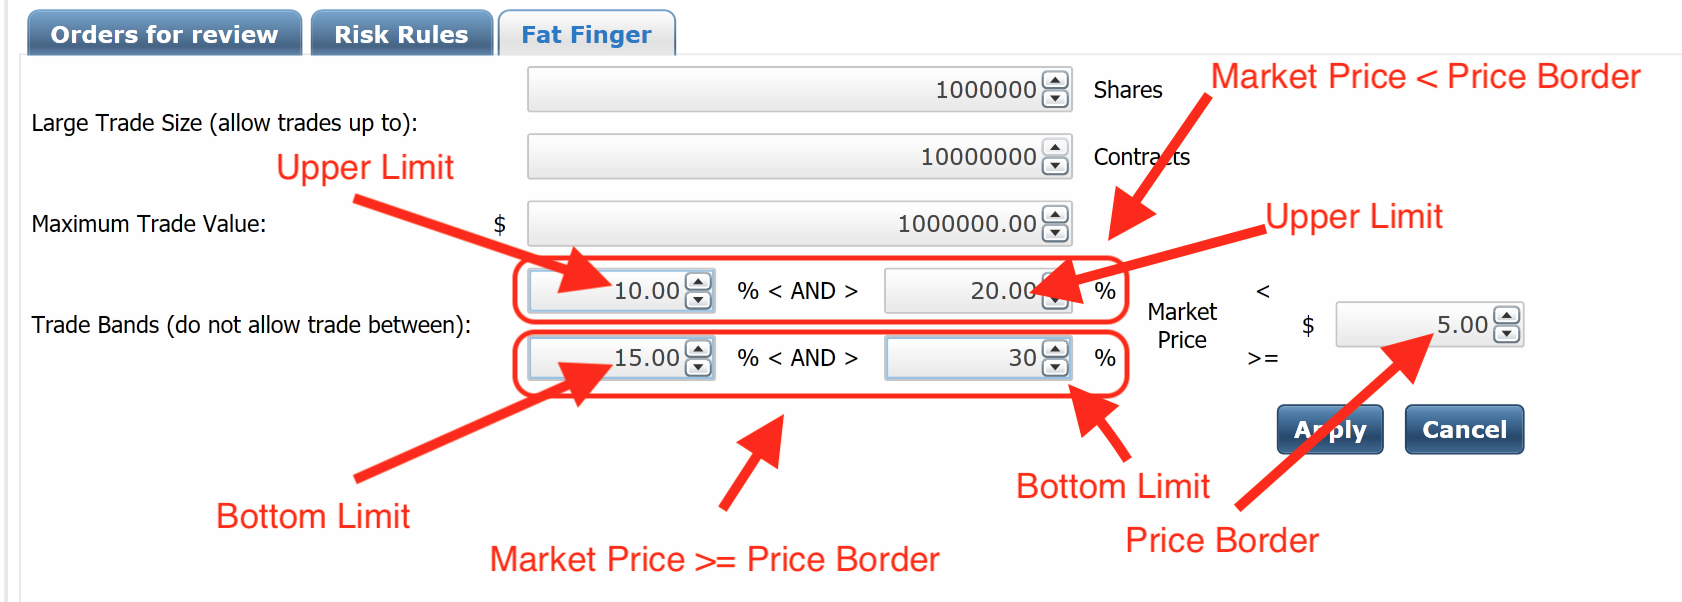 Orders for review
Risk Rules
Fat Finger
Large Trade Size (allow trades up to):
1000000 Shares
10000000 Contracts
Market Price < Price Border
Upper Limit
Maximum Trade Value: $ 1000000.00
Upper Limit
Trade Bands (do not allow trade between):
10.00 % < AND > 20.00 %
15.00 % < AND > 30 %
Market Price
<
>=
$ 5.00
Apply
Cancel
Bottom Limit
Bottom Limit
Market Price >= Price Border
Price Border